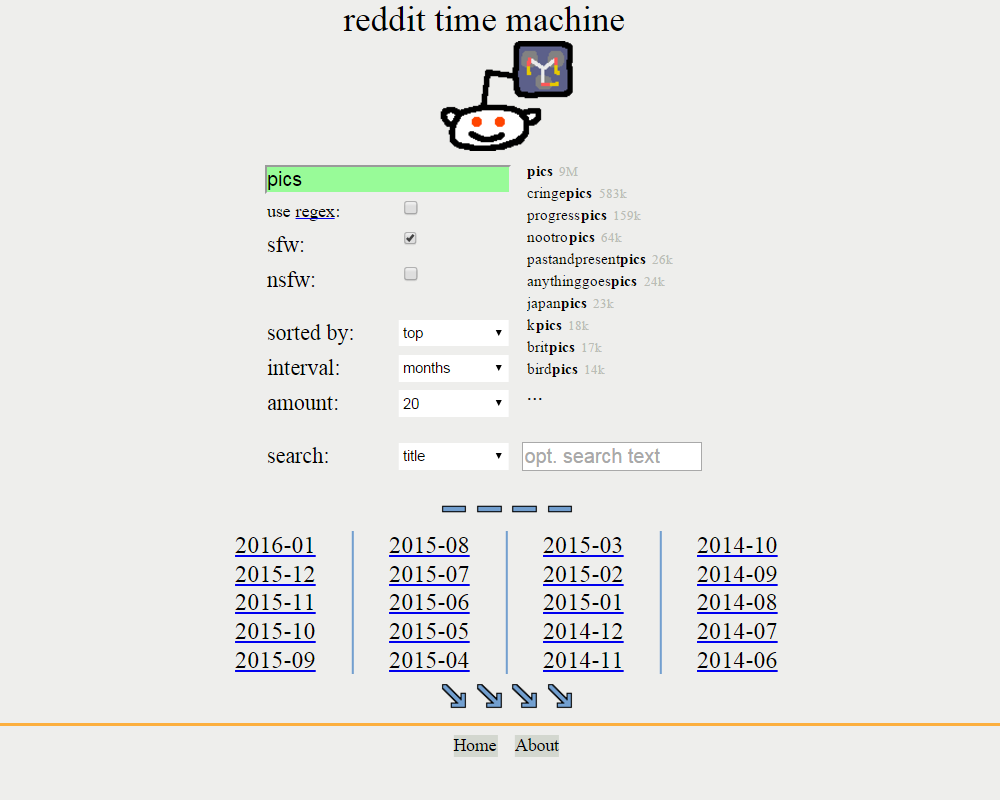 reddit time machine
pics
use regex:
sfw:
nsfw:
sorted by: top
interval: months
amount: 20
search: title opt. search text
pics 9M
cringepics 583k
progresspics 159k
nootropics 64k
pastandpresentpics 26k
anythinggoespics 24k
japanpics 23k
kpics 18k
britpics 17k
birdpics 14k
...
2016-01 2015-08 2015-03 2014-10
2015-12 2015-07 2015-02 2014-09
2015-11 2015-06 2015-01 2014-08
2015-10 2015-05 2014-12 2014-07
2015-09 2015-04 2014-11 2014-06
Home About